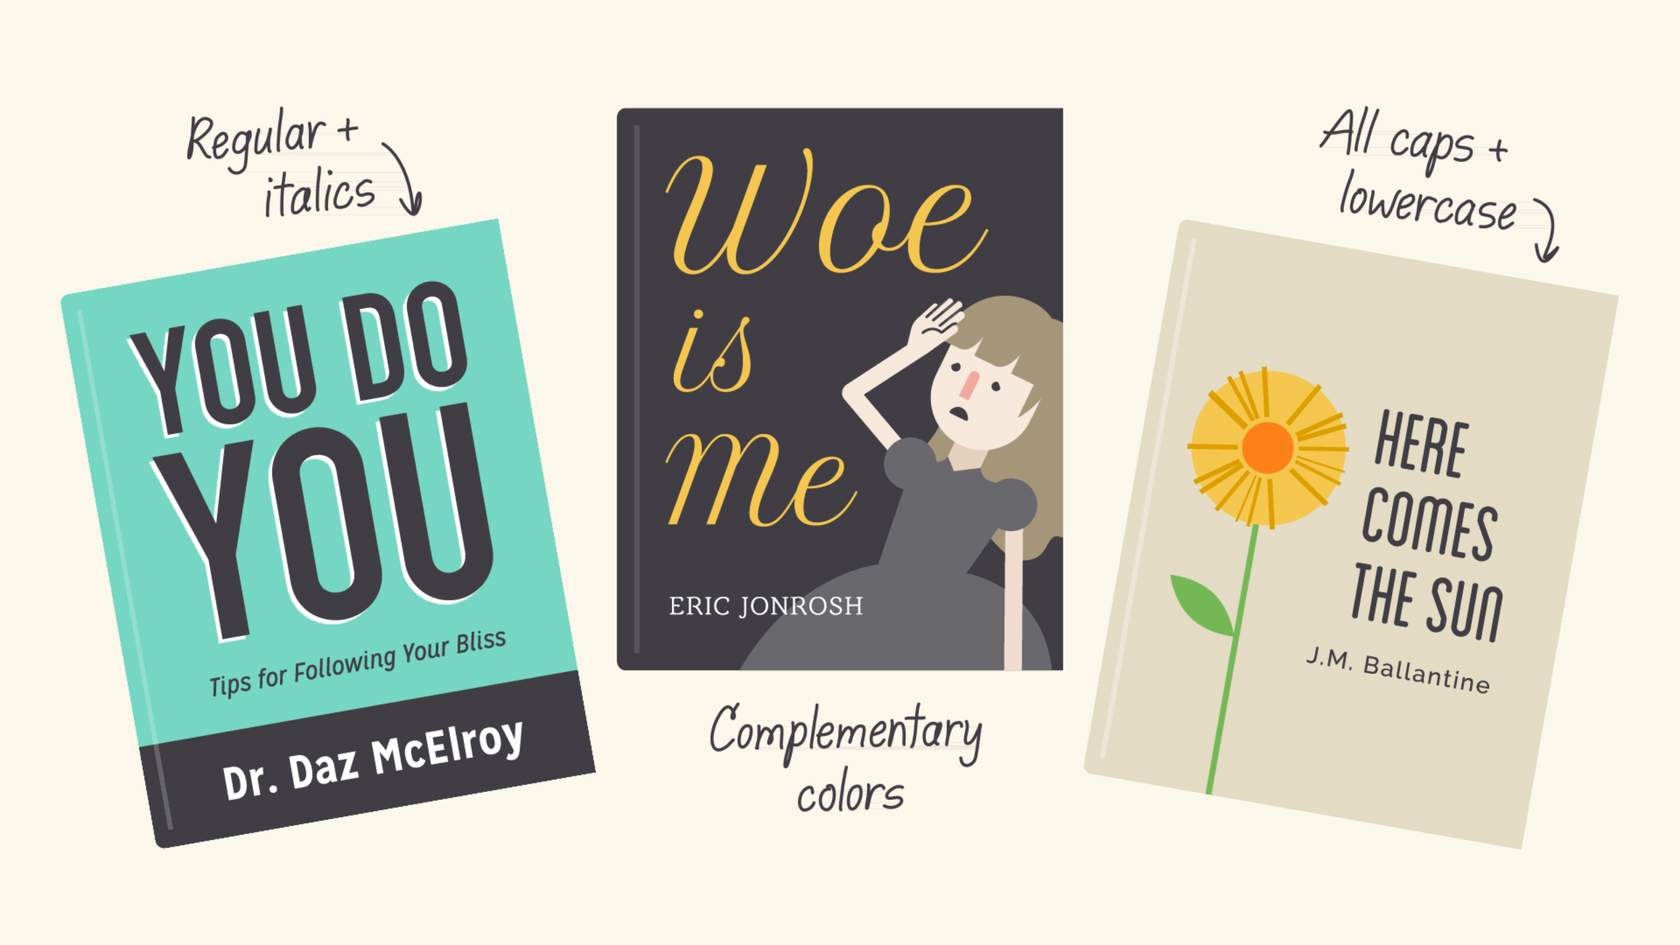 Regular +
italics
YOU DO
YOU
Tips for Following Your Bliss
Dr. Daz McElroy
Woe
is
Me
ERIC JONROSH
Complementary
colors
All caps +
lowercase
HERE
COMES
THE SUN
J.M. Ballantine